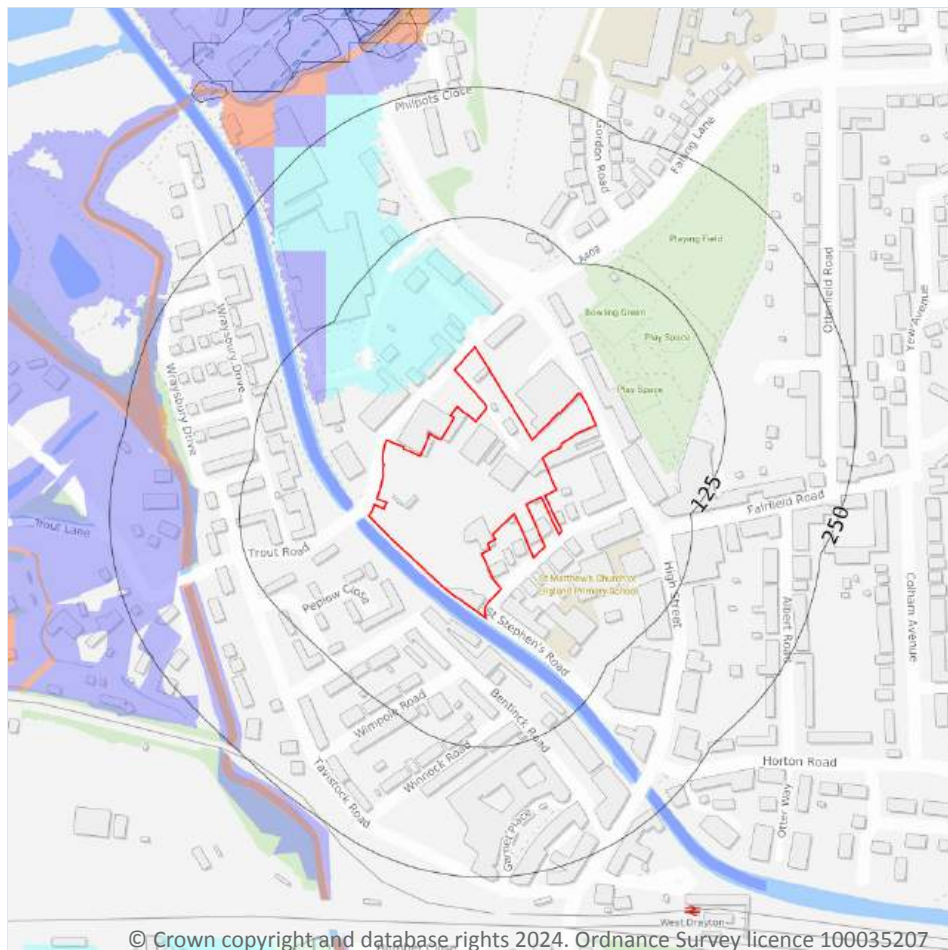 Philpots Close
Gordon Road
Falling Lane
A408
Playing Field
Otterfield Road
Bowling Green
Play Space
Play Space
Yew Avenue
Wraysbury Drive
Wraysbury Drive
125
Fairfield Road
250
Trout Lane
Trout Road
St Matthew's Church of
England Primary School
Peplow Close
High Street
Albert Road
Colham Avenue
St Stephen's Road
Bentinck Road
Wimpole Road
Winnock Road
Tavistock Road
Horton Road
Otter Way
Garnet Place
West Drayton
© Crown copyright and database rights 2024. Ordnance Survey licence 100035207